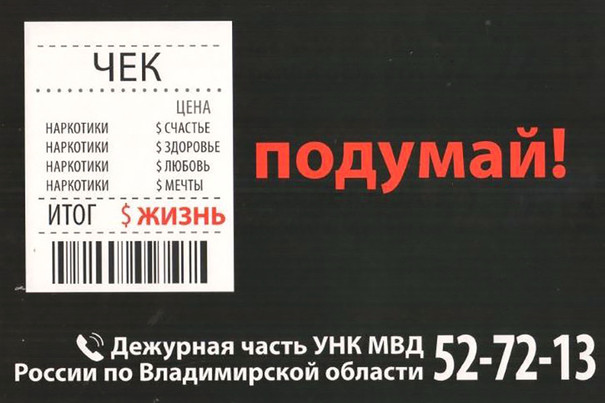 ЧЕК
ЦЕНА
НАРКОТИКИ $ СЧАСТЬЕ
НАРКОТИКИ $ ЗДОРОВЬЕ
НАРКОТИКИ $ ЛЮБОВЬ
НАРКОТИКИ $ МЕЧТЫ
ИТОГ $ ЖИЗНЬ
подумай!
Дежурная часть УНК МВД
России по Владимирской области 52-72-13